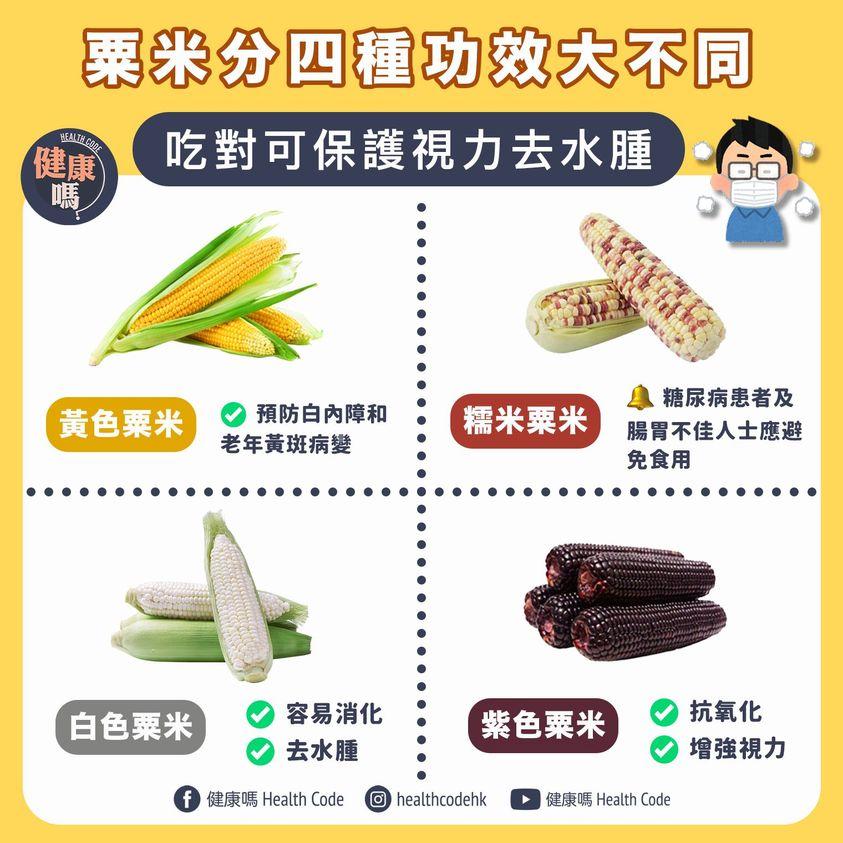 粟米分四種功效大不同
HEALTH CODE
健康
嗎?
吃對可保護視力去水腫
黃色粟米
預防白內障和
老年黃斑病變
糯米粟米
糖尿病患者及
腸胃不佳人士應避
免食用
白色粟米
容易消化
去水腫
紫色粟米
抗氧化
增強視力
健康嗎 Health Code
healthcodehk
健康嗎 Health Code